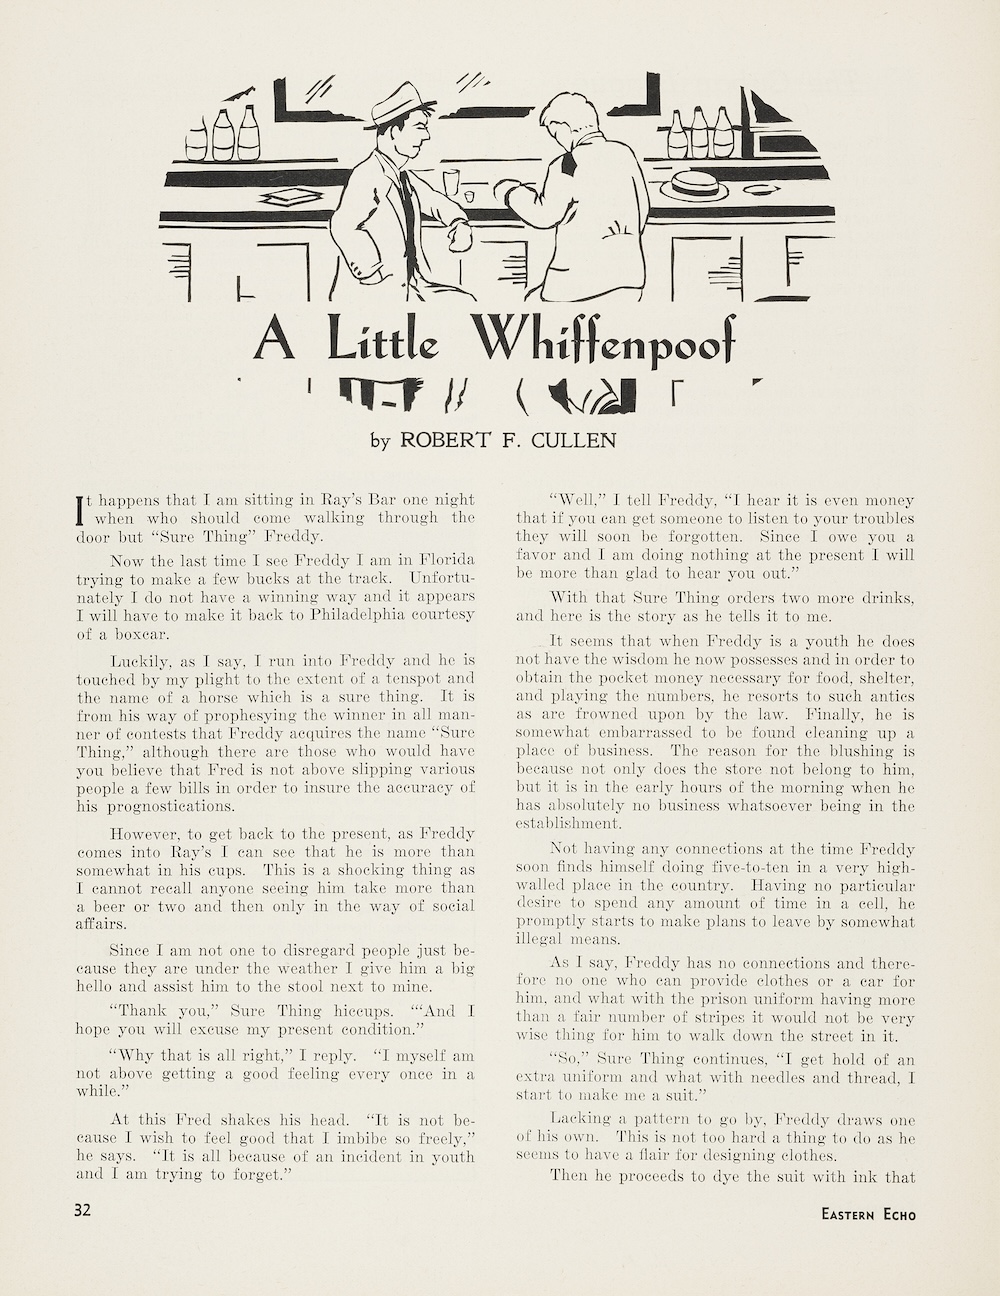 A Little Whiffenpoof
by ROBERT F. CULLEN
It happens that I am sitting in Ray's Bar one night
when who should come walking through the
door but "Sure Thing" Freddy.
Now the last time I see Freddy I am in Florida
trying to make a few bucks at the track. Unfortu-
nately I do not have a winning way and it appears
I will have to make it back to Philadelphia courtesy
of a boxcar.
Luckily, as I say, I run into Freddy and he is
touched by my plight to the extent of a tenspot and
the name of a horse which is a sure thing. It is
from his way of prophesying the winner in all man-
ner of contests that Freddy acquires the name "Sure
Thing," although there are those who would have
you believe that Fred is not above slipping various
people a few bills in order to insure the accuracy of
his prognostications.
However, to get back to the present, as Freddy
comes into Ray's I can see that he is more than
somewhat in his cups. This is a shocking thing as
I cannot recall anyone seeing him take more than
a beer or two and then only in the way of social
affairs.
Since I am not one to disregard people just be-
cause they are under the weather I give him a big
hello and assist him to the stool next to mine.
"Thank you," Sure Thing hiccups. "'And I
hope you will excuse my present condition."
"Why that is all right," I reply. "I myself am
not above getting a good feeling every once in a
while."
At this Fred shakes his head. "It is not be-
cause I wish to feel good that I imbibe so freely,"
he says. "It is all because of an incident in youth
and I am trying to forget."
"Well," I tell Freddy, "I hear it is even money
that if you can get someone to listen to your troubles
they will soon be forgotten. Since I owe you a
favor and I am doing nothing at the present I will
be more than glad to hear you out."
With that Sure Thing orders two more drinks,
and here is the story as he tells it to me.
It seems that when Freddy is a youth he does
not have the wisdom he now possesses and in order to
obtain the pocket money necessary for food, shelter,
and playing the numbers, he resorts to such antics
as are frowned upon by the law. Finally, he is
somewhat embarrassed to be found cleaning up a
place of business. The reason for the blushing is
because not only does the store not belong to him,
but it is in the early hours of the morning when he
has absolutely no business whatsoever being in the
establishment.
Not having any connections at the time Freddy
soon finds himself doing five-to-ten in a very high-
walled place in the country. Having no particular
desire to spend any amount of time in a cell, he
promptly starts to make plans to leave by somewhat
illegal means.
As I say, Freddy has no connections and there-
fore no one who can provide clothes or a car for
him, and what with the prison uniform having more
than a fair number of stripes it would not be very
wise thing for him to walk down the street in it.
"So," Sure Thing continues, "I get hold of an
extra uniform and what with needles and thread, I
start to make me a suit."
Lacking a pattern to go by, Freddy draws one
of his own. This is not too hard a thing to do as he
seems to have a flair for designing clothes.
Then he proceeds to dye the suit with ink that
32
EASTERN ECHO